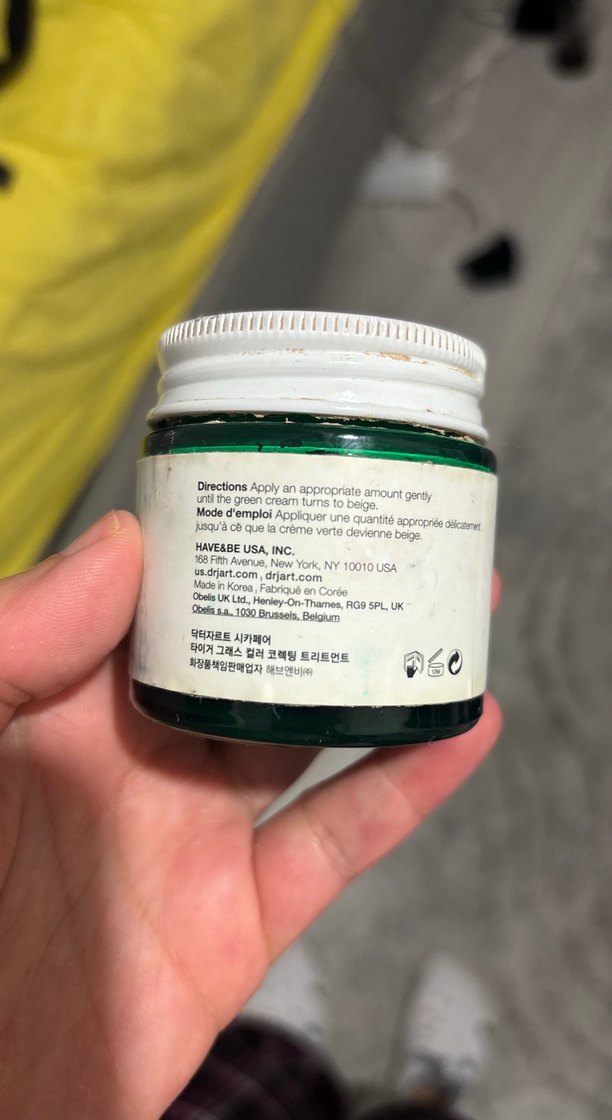 Directions Apply an appropriate amount gently
until the green cream turns to beige.
Mode d'emploi Appliquer une quantité appropriée délicatement
jusqu'à cè que la crème verte devienne beige.
HAVE&BE USA, INC.
168 Fifth Avenue, New York, NY 10010 USA
us.drjart.com , drjart.com
Made in Korea , Fabriqué en Corée
Obelis UK Ltd., Henley-On-Thames, RG9 5PL, UK
Obelis s.a., 1030 Brussels, Belgium
닥터자르트 시카페어
타이거 그래스 컬러 코렉팅 트리트먼트
화장품책임판매업자 해브앤비㈜
12M